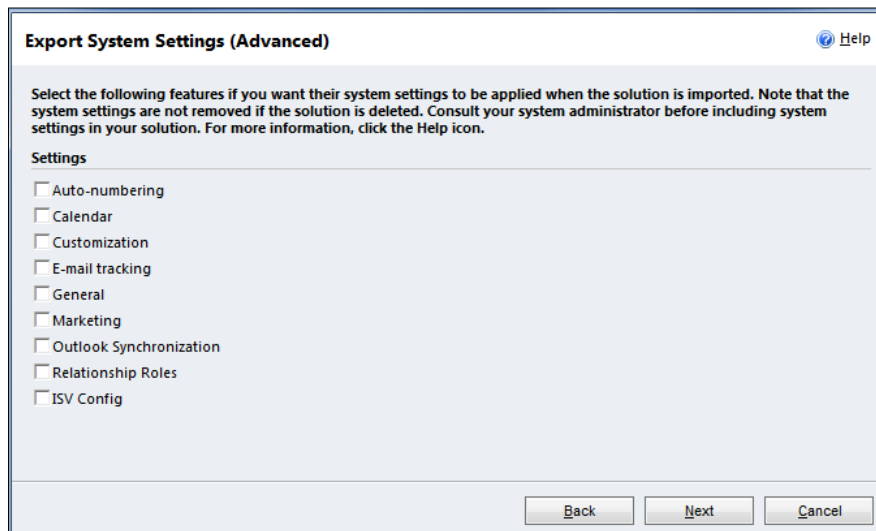 Export System Settings (Advanced)
Help
Select the following features if you want their system settings to be applied when the solution is imported. Note that the
system settings are not removed if the solution is deleted. Consult your system administrator before including system
settings in your solution. For more information, click the Help icon.
Settings
Auto-numbering
Calendar
Customization
E-mail tracking
General
Marketing
Outlook Synchronization
Relationship Roles
ISV Config
Back
Next
Cancel